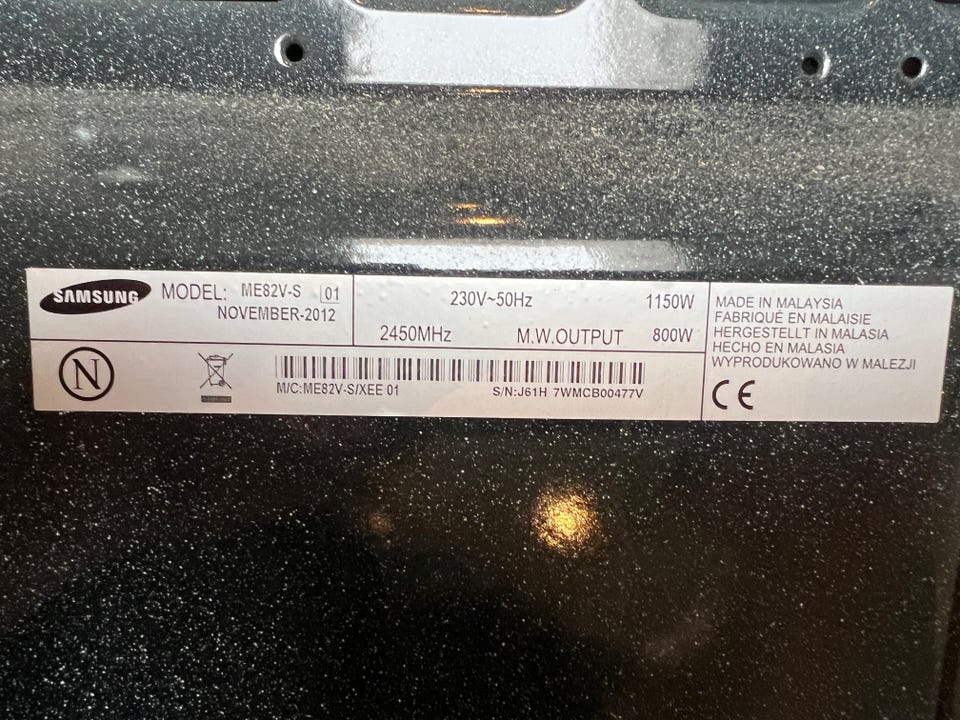 SAMSUNG MODEL: ME82V-S 01
NOVEMBER-2012
230V~50Hz 1150W
2450MHz M.W.OUTPUT 800W
N
M/C:ME82V-S/XEE 01 S/N:J61H 7WMCB00477V
MADE IN MALAYSIA
FABRIQUÉ EN MALAISIE
HERGESTELLT IN MALASIA
HECHO EN MALASIA
WYPRODUKOWANO W MALEZJI
CE